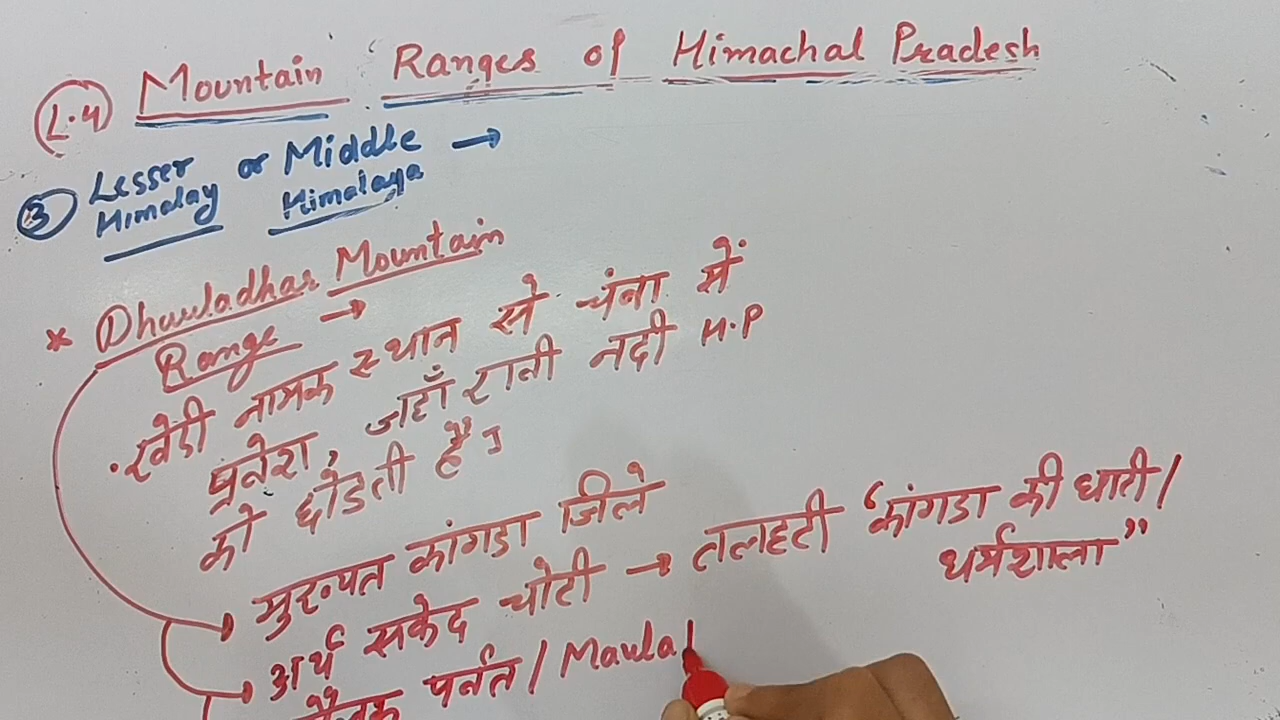 L.4 Mountain Ranges of Himachal Pradesh
③ Lesser or Middle →
Himalay Himalaya
* Dhauladhar Mountain
Range →
• खेडी नामक स्थान से चंबा में
प्रवेश, जहाँ रावी नदी H.P
को छोडती है।
मुख्यत कांगडा जिले
अर्थ सफेद चोटी → तलहटी "कांगडा की घाटी/
धर्मशाला"
पर्वत / Maula